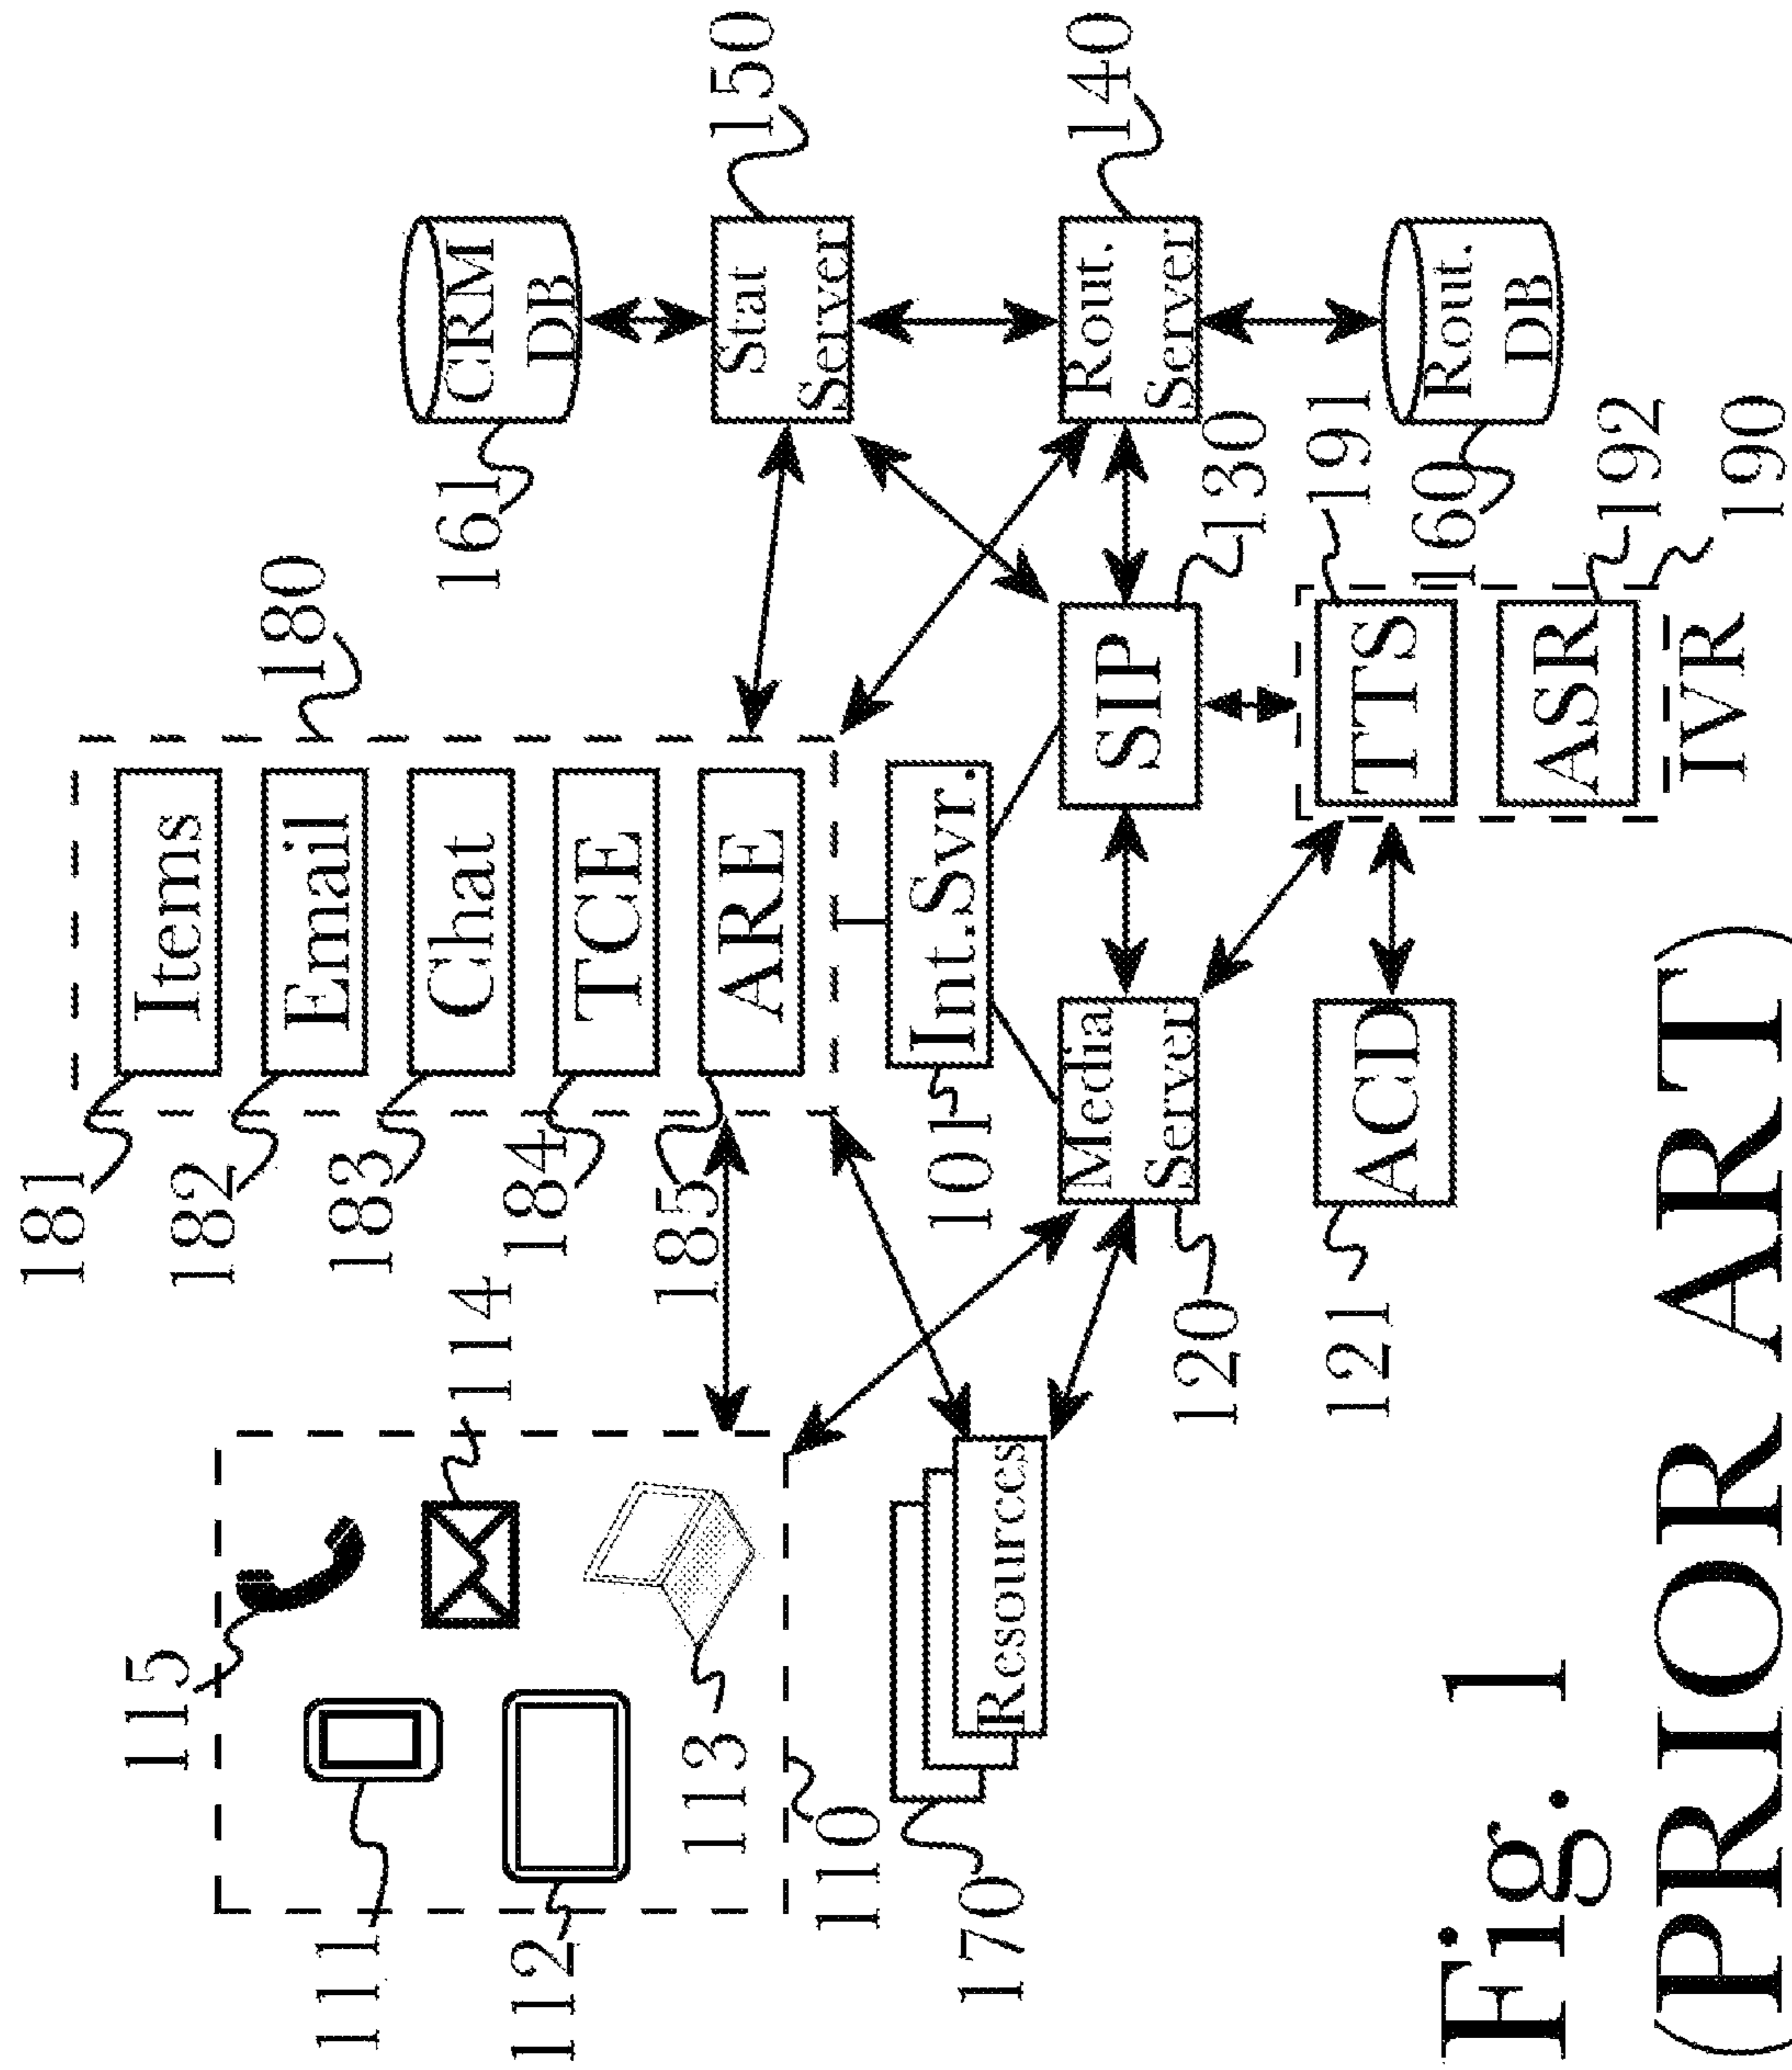 115
111
112
114
113
110
170
Resources
181
182
183
184
185
Items
Email
Chat
TCE
ARE
180
101
Int.Svr.
120
Media
Server
121
ACD
SIP
130
TTS
191
ASR
192
IVR
190
161
CRM
DB
Stat
Server
150
Rout.
Server
140
160
Rout.
DB
Fig. 1
(PRIOR ART)